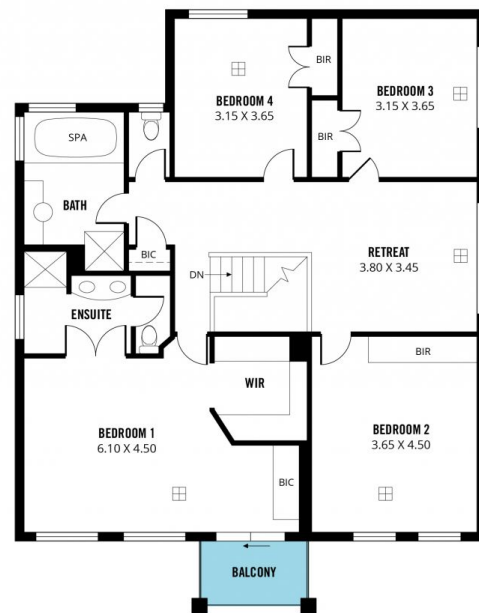 BIR
BEDROOM 4
3.15 X 3.65
BEDROOM 3
3.15 X 3.65
BIR
SPA
BATH
BIC
DN
RETREAT
3.80 X 3.45
ENSUITE
BIR
WIR
BEDROOM 1
6.10 X 4.50
BEDROOM 2
3.65 X 4.50
BIC
BALCONY